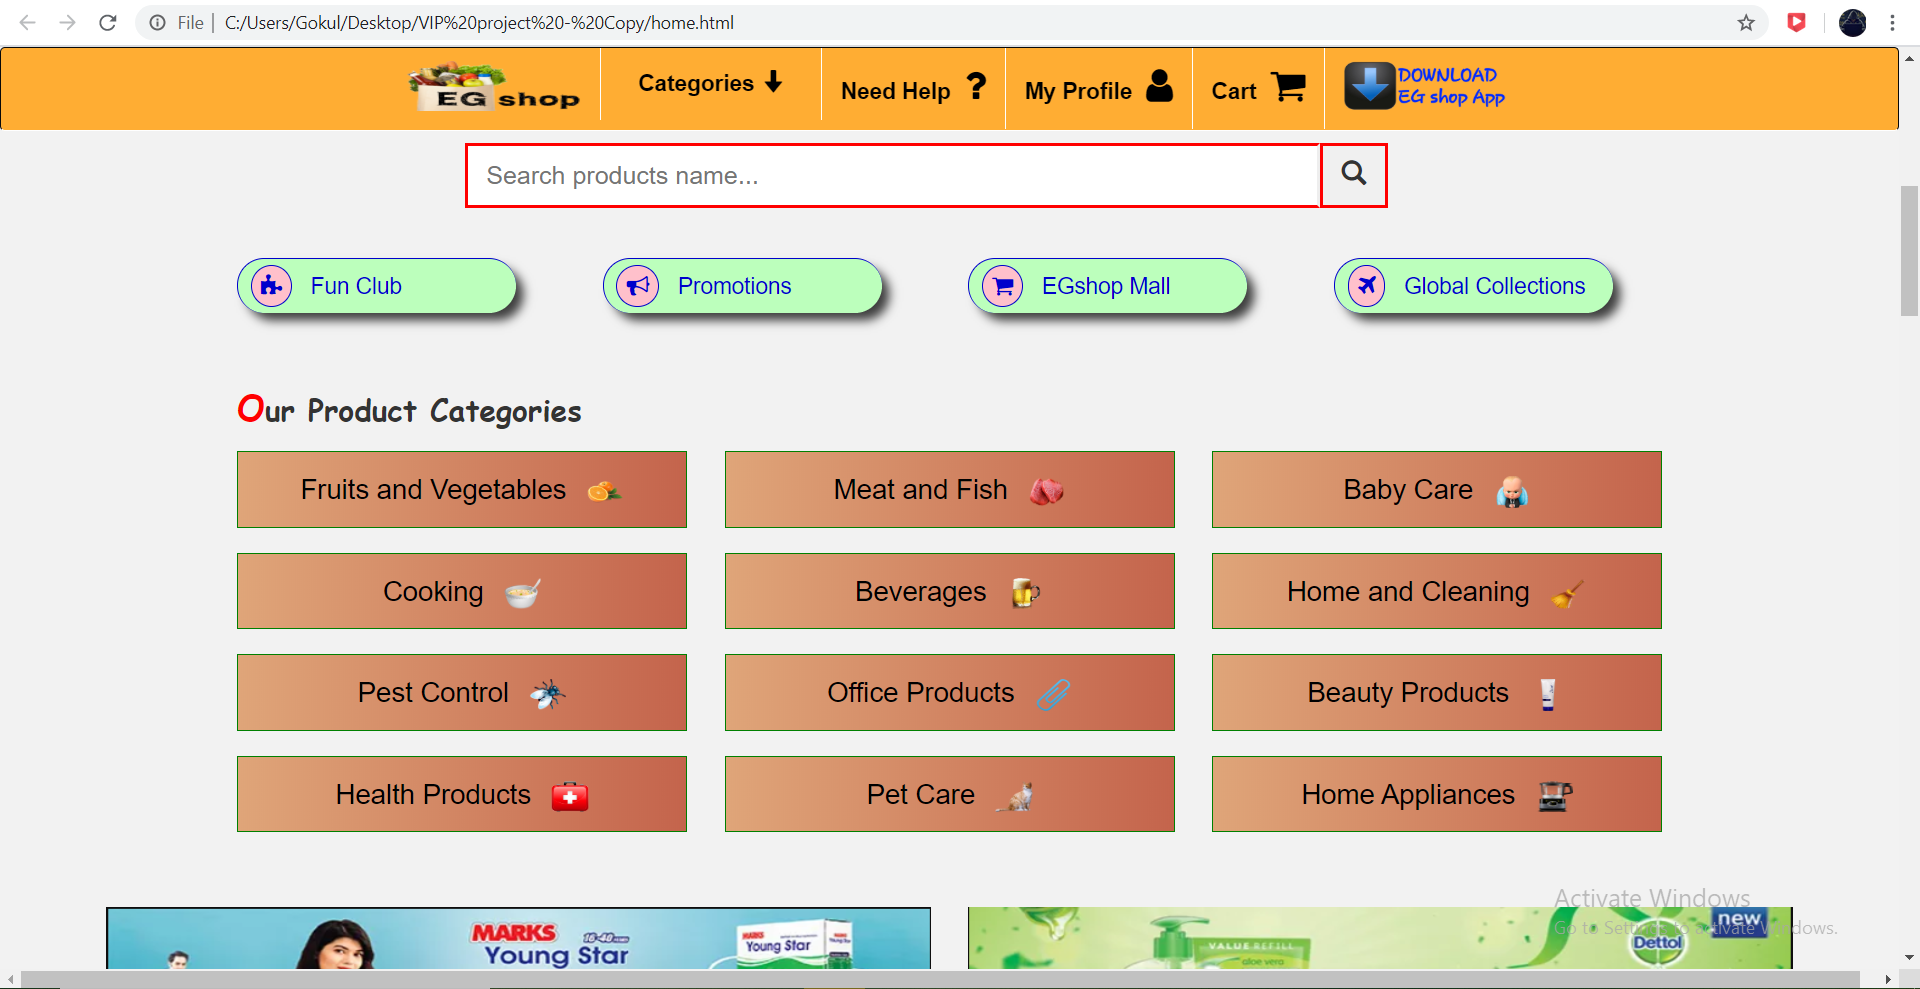 File | C:/Users/Gokul/Desktop/VIP%20project%20-%20Copy/home.html
EG shop
Categories
Need Help ?
My Profile
Cart
DOWNLOAD
EG shop App
Search products name...
Fun Club
Promotions
EGshop Mall
Global Collections
Our Product Categories
Fruits and Vegetables
Meat and Fish
Baby Care
Cooking
Beverages
Home and Cleaning
Pest Control
Office Products
Beauty Products
Health Products
Pet Care
Home Appliances
MARKS
Young Star
MARKS
Young Star
VALUE REFILL
aloe vera
new
Dettol
Activate Windows
Go to Settings to activate Windows.